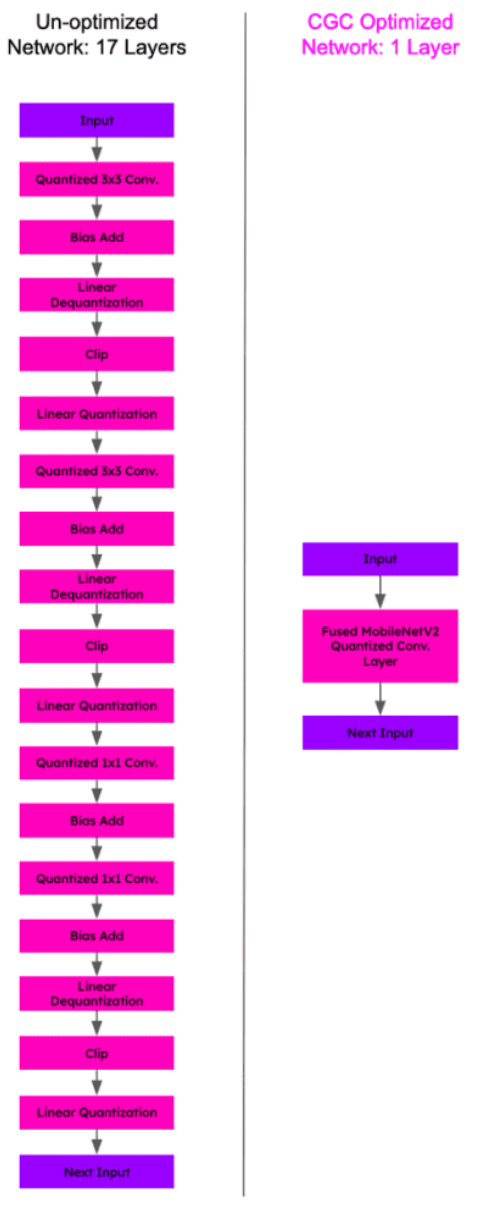 Un-optimized
Network: 17 Layers
Input
Quantized 3x3 Conv.
Bias Add
Linear
Dequantization
Clip
Linear Quantization
Quantized 3x3 Conv.
Bias Add
Linear
Dequantization
Clip
Linear Quantization
Quantized 1x1 Conv.
Bias Add
Quantized 1x1 Conv.
Bias Add
Linear
Dequantization
Clip
Linear Quantization
Next Input
CGC Optimized
Network: 1 Layer
Input
Fused MobileNetV2
Quantized Conv.
Layer
Next Input